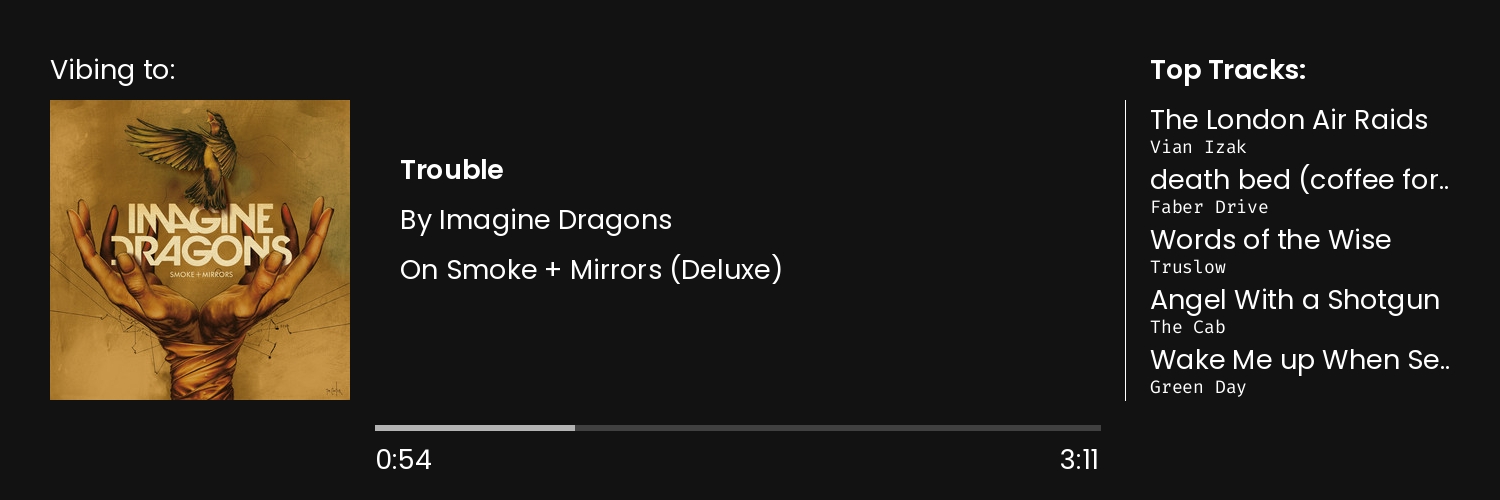 Vibing to:
IMAGINE
DRAGONS
SMOKE + MIRRORS
Trouble
By Imagine Dragons
On Smoke + Mirrors (Deluxe)
0:54
3:11
Top Tracks:
The London Air Raids
Vian Izak
death bed (coffee for..
Faber Drive
Words of the Wise
Truslow
Angel With a Shotgun
The Cab
Wake Me up When Se..
Green Day